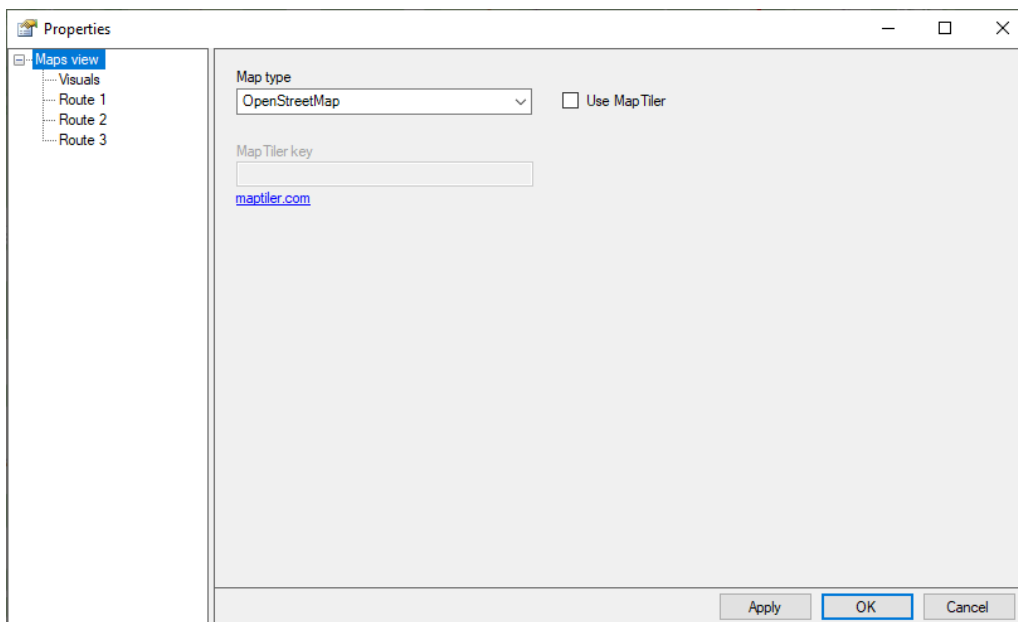 Properties
Maps view
Visuals
Route 1
Route 2
Route 3
Map type
OpenStreetMap
Use MapTiler
MapTiler key
maptiler.com
Apply
OK
Cancel